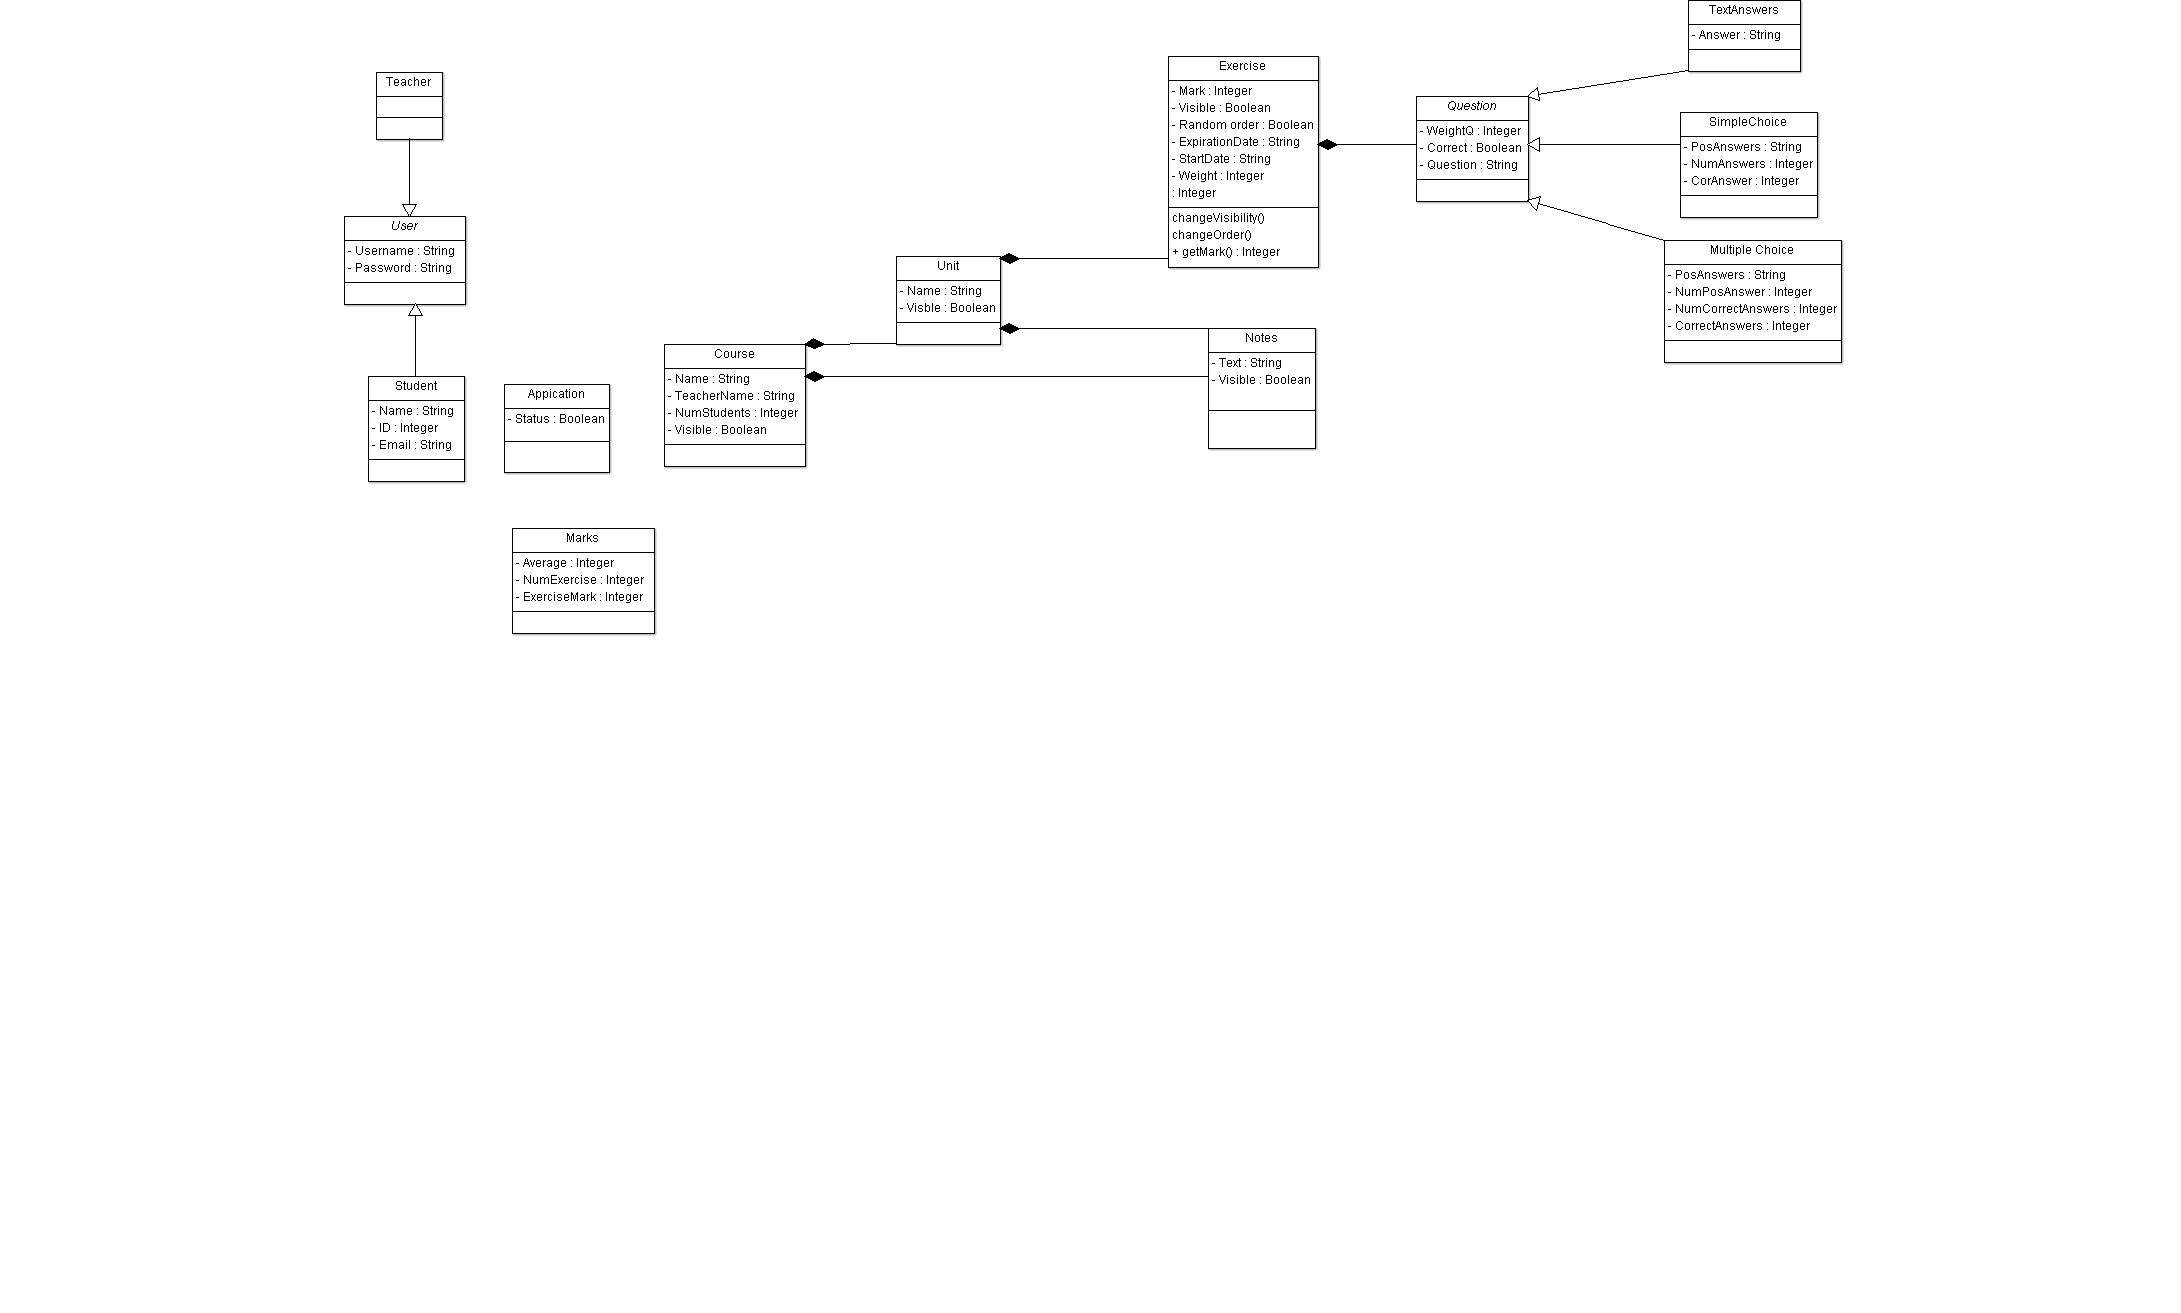 TextAnswers
- Answer : String
Exercise
- Mark : Integer
- Visible : Boolean
- Random order : Boolean
- ExpirationDate : String
- StartDate : String
- Weight : Integer
: Integer
changeVisibility()
changeOrder()
+ getMark() : Integer
Teacher
Question
- WeightQ : Integer
- Correct : Boolean
- Question : String
SimpleChoice
- PosAnswers : String
- NumAnswers : Integer
- CorAnswer : Integer
User
- Username : String
- Password : String
Multiple Choice
- PosAnswers : String
- NumPosAnswer : Integer
- NumCorrectAnswers : Integer
- CorrectAnswers : Integer
Unit
- Name : String
- Visble : Boolean
Notes
- Text : String
- Visible : Boolean
Course
- Name : String
- TeacherName : String
- NumStudents : Integer
- Visible : Boolean
Student
- Name : String
- ID : Integer
- Email : String
Appication
- Status : Boolean
Marks
- Average : Integer
- NumExercise : Integer
- ExerciseMark : Integer